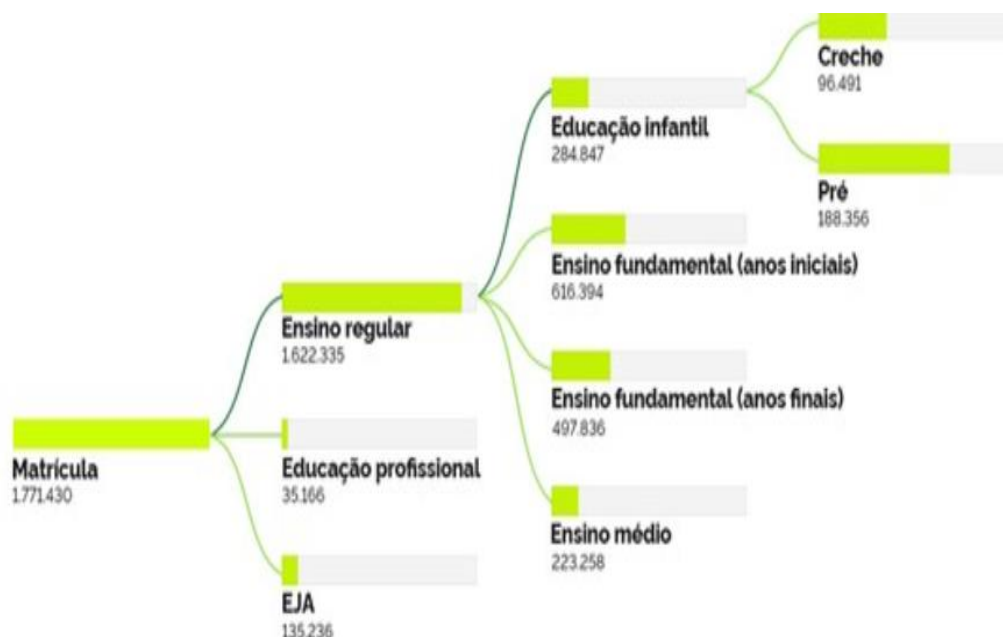 Creche
96.491
Educação infantil
284.847
Pré
188.356
Ensino fundamental (anos iniciais)
616.394
Ensino regular
1.622.335
Ensino fundamental (anos finais)
497.836
Matrícula
1.771.430
Educação profissional
35.166
Ensino médio
223.258
EJA
135.236